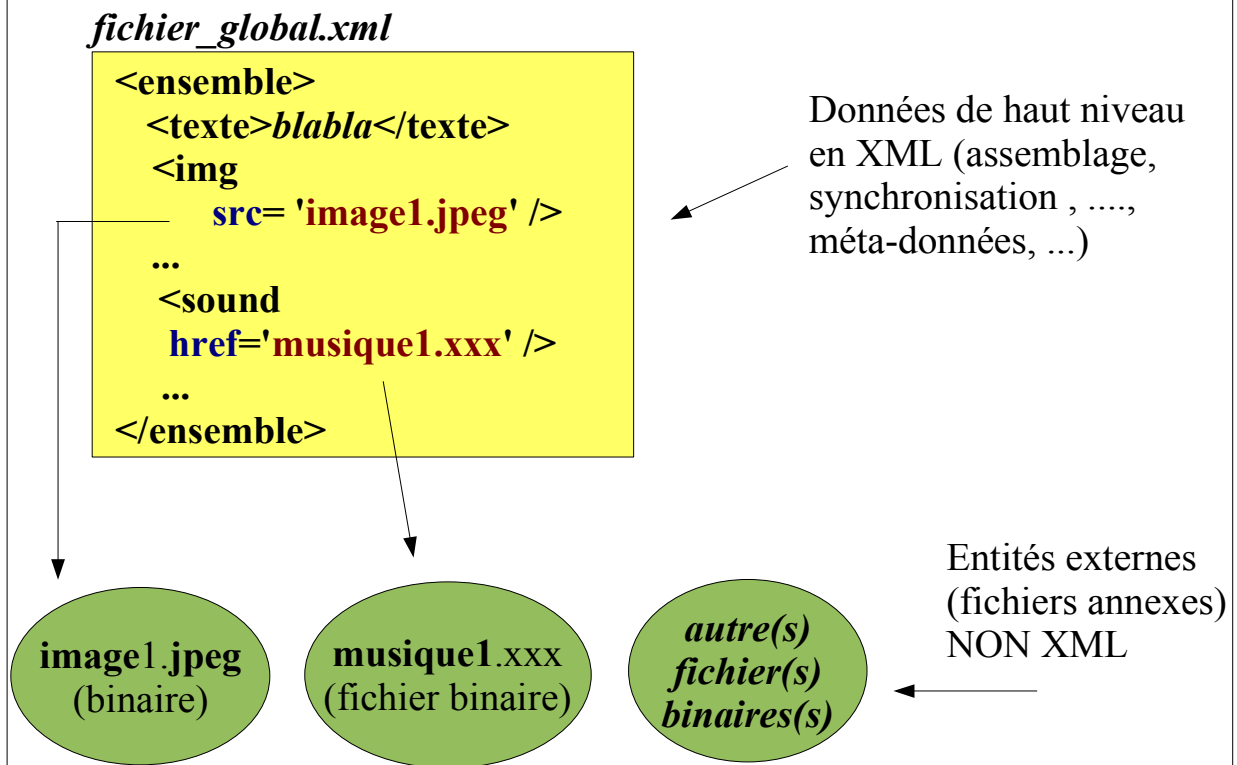 fichier_global.xml
<ensemble>
<texte>blabla</texte>
<img
src= 'image1.jpeg' />
...
<sound
href='musique1.xxx' />
...
</ensemble>
Données de haut niveau
en XML (assemblage,
synchronisation , ....,
méta-données, ...)
Entités externes
(fichiers annexes)
NON XML
image1.jpeg
(binaire)
musique1.xxx
(fichier binaire)
autre(s)
fichier(s)
binaires(s)